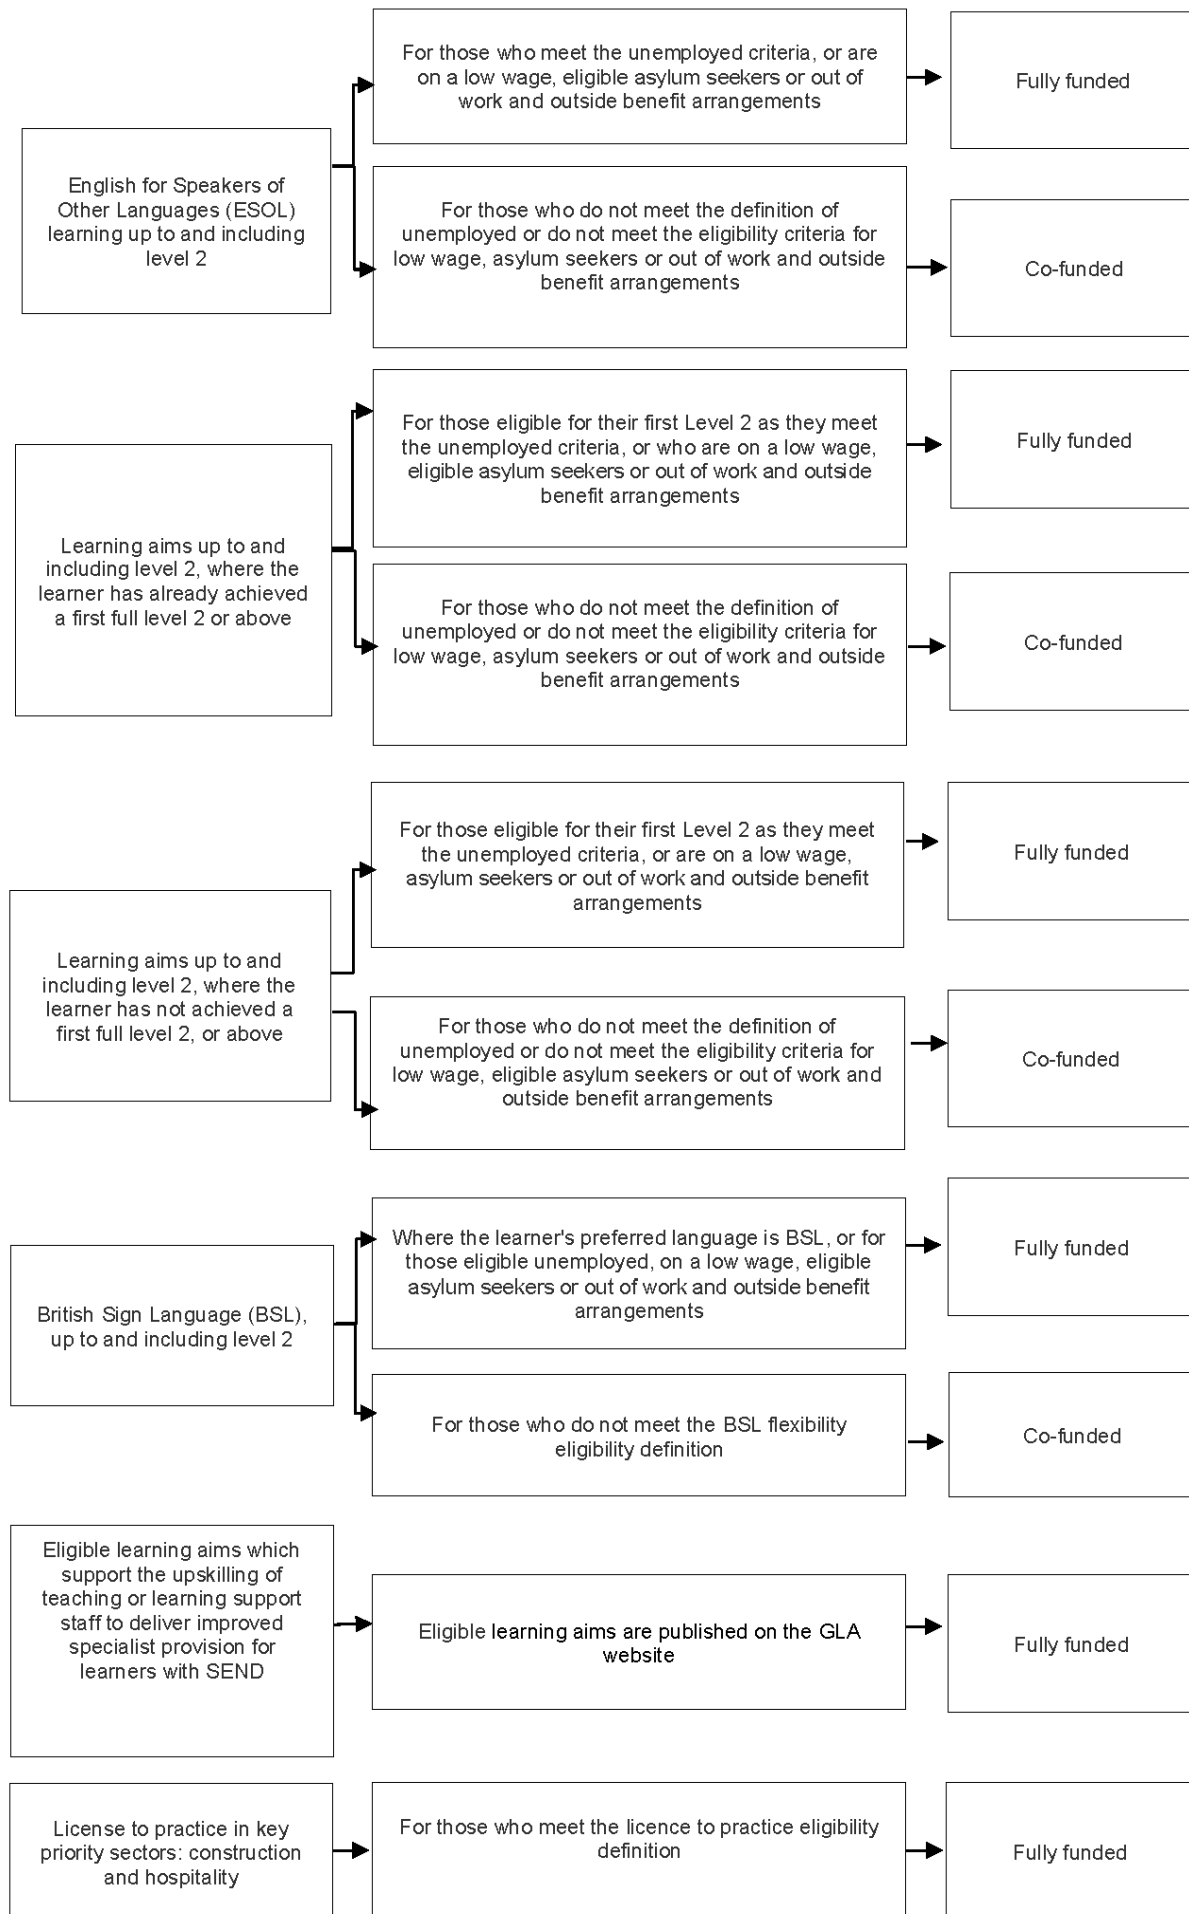 For those who meet the unemployed criteria, or are
on a low wage, eligible asylum seekers or out of
work and outside benefit arrangements
Fully funded
English for Speakers of
Other Languages (ESOL)
learning up to and including
level 2
For those who do not meet the definition of
unemployed or do not meet the eligibility criteria for
low wage, asylum seekers or out of work and outside
benefit arrangements
Co-funded
For those eligible for their first Level 2 as they meet
the unemployed criteria, or who are on a low wage,
eligible asylum seekers or out of work and outside
benefit arrangements
Fully funded
Learning aims up to and
including level 2, where the
learner has already achieved
a first full level 2 or above
For those who do not meet the definition of
unemployed or do not meet the eligibility criteria for
low wage, asylum seekers or out of work and outside
benefit arrangements
Co-funded
For those eligible for their first Level 2 as they meet
the unemployed criteria, or are on a low wage,
asylum seekers or out of work and outside benefit
arrangements
Fully funded
Learning aims up to and
including level 2, where the
learner has not achieved a
first full level 2, or above
For those who do not meet the definition of
unemployed or do not meet the eligibility criteria for
low wage, eligible asylum seekers or out of work and
outside benefit arrangements
Co-funded
Where the learner's preferred language is BSL, or for
those eligible unemployed, on a low wage, eligible
asylum seekers or out of work and outside benefit
arrangements
Fully funded
British Sign Language (BSL),
up to and including level 2
For those who do not meet the BSL flexibility
eligibility definition
Co-funded
Eligible learning aims which
support the upskilling of
teaching or learning support
staff to deliver improved
specialist provision for
learners with SEND
Eligible learning aims are published on the GLA
website
Fully funded
License to practice in key
priority sectors: construction
and hospitality
For those who meet the licence to practice eligibility
definition
Fully funded